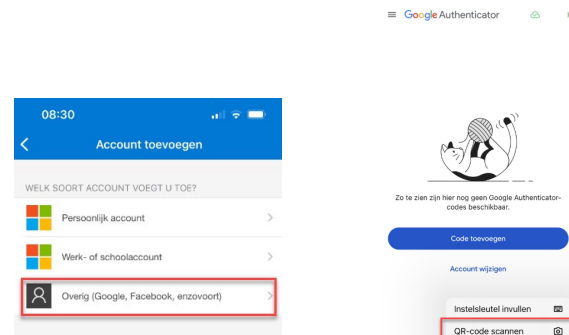 08:30
Account toevoegen
WELK SOORT ACCOUNT VOEGT U TOE?
Persoonlijk account
Werk- of schoolaccount
Overig (Google, Facebook, enzovoort)
Google Authenticator
Zo te zien zijn hier nog geen Google Authenticator-
codes beschikbaar.
Code toevoegen
Account wijzigen
Instelsleutel invullen
QR-code scannen